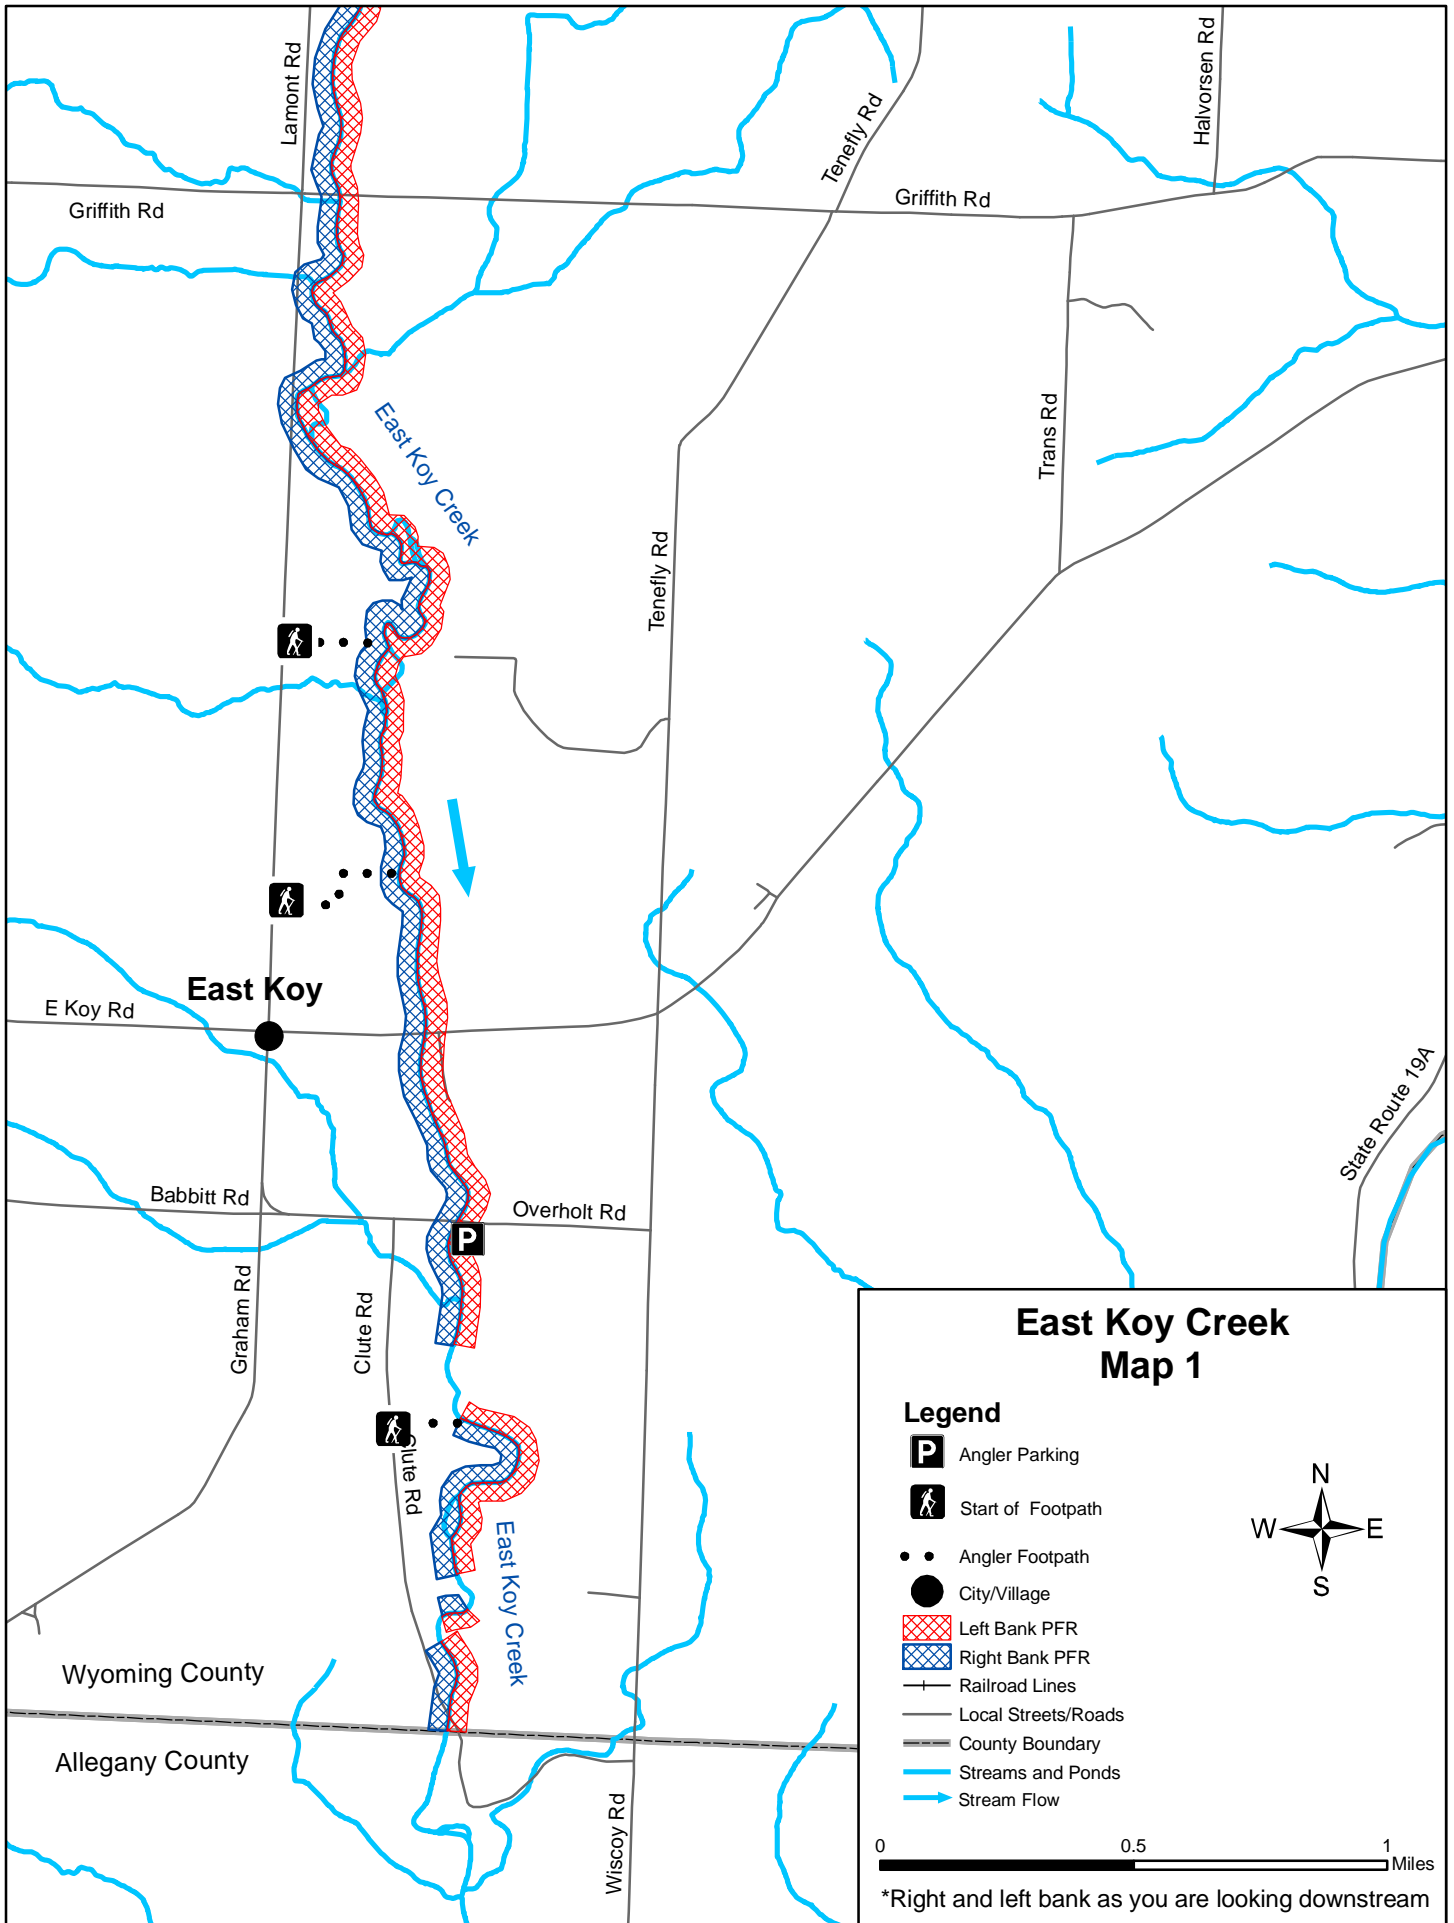 Lamont Rd
Halvorsen Rd
Tenefly Rd
Griffith Rd
Griffith Rd
East Koy Creek
Trans Rd
Tenefly Rd
East Koy
E Koy Rd
State Route 19A
Babbitt Rd
Overholt Rd
P
Graham Rd
Clute Rd
Clute Rd
East Koy Creek
Wyoming County
Allegany County
Wiscoy Rd
East Koy Creek
Map 1
Legend
P Angler Parking
Start of Footpath
Angler Footpath
City/Village
Left Bank PFR
Right Bank PFR
Railroad Lines
Local Streets/Roads
County Boundary
Streams and Ponds
Stream Flow
N
W E
S
0 0.5 1
Miles
*Right and left bank as you are looking downstream